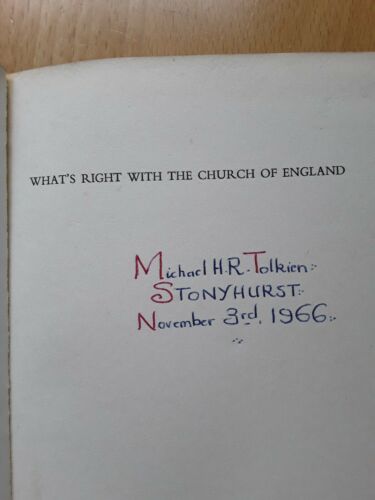 WHAT'S RIGHT WITH THE CHURCH OF ENGLAND
Michael H.R. Tolkien:-
STONYHURST:-
November 3rd. 1966:-